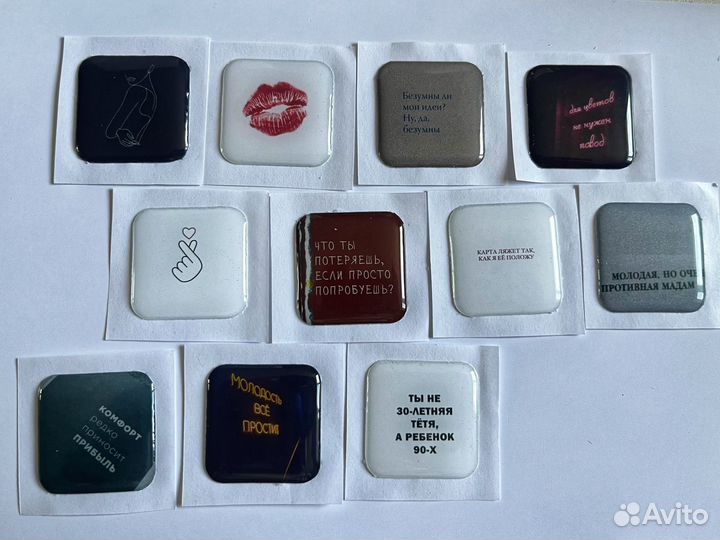 Безумны ли
мои идеи?
Ну, да,
безумны
для цветов
не нужен
повод
ЧТО ТЫ
ПОТЕРЯЕШЬ,
ЕСЛИ ПРОСТО
ПОПРОБУЕШЬ?
КАРТА ЛЯЖЕТ ТАК,
КАК Я ЕЁ ПОЛОЖУ
МОЛОДАЯ, НО ОЧЕ
ПРОТИВНАЯ МАДАМ
КОМФОРТ
редко
приносит
ПРИБЫЛЬ
МОЛОДОСТЬ
ВСЁ
ПРОСТИТ
ТЫ НЕ
30-ЛЕТНЯЯ
ТЁТЯ,
А РЕБЕНОК
90-Х
Avito